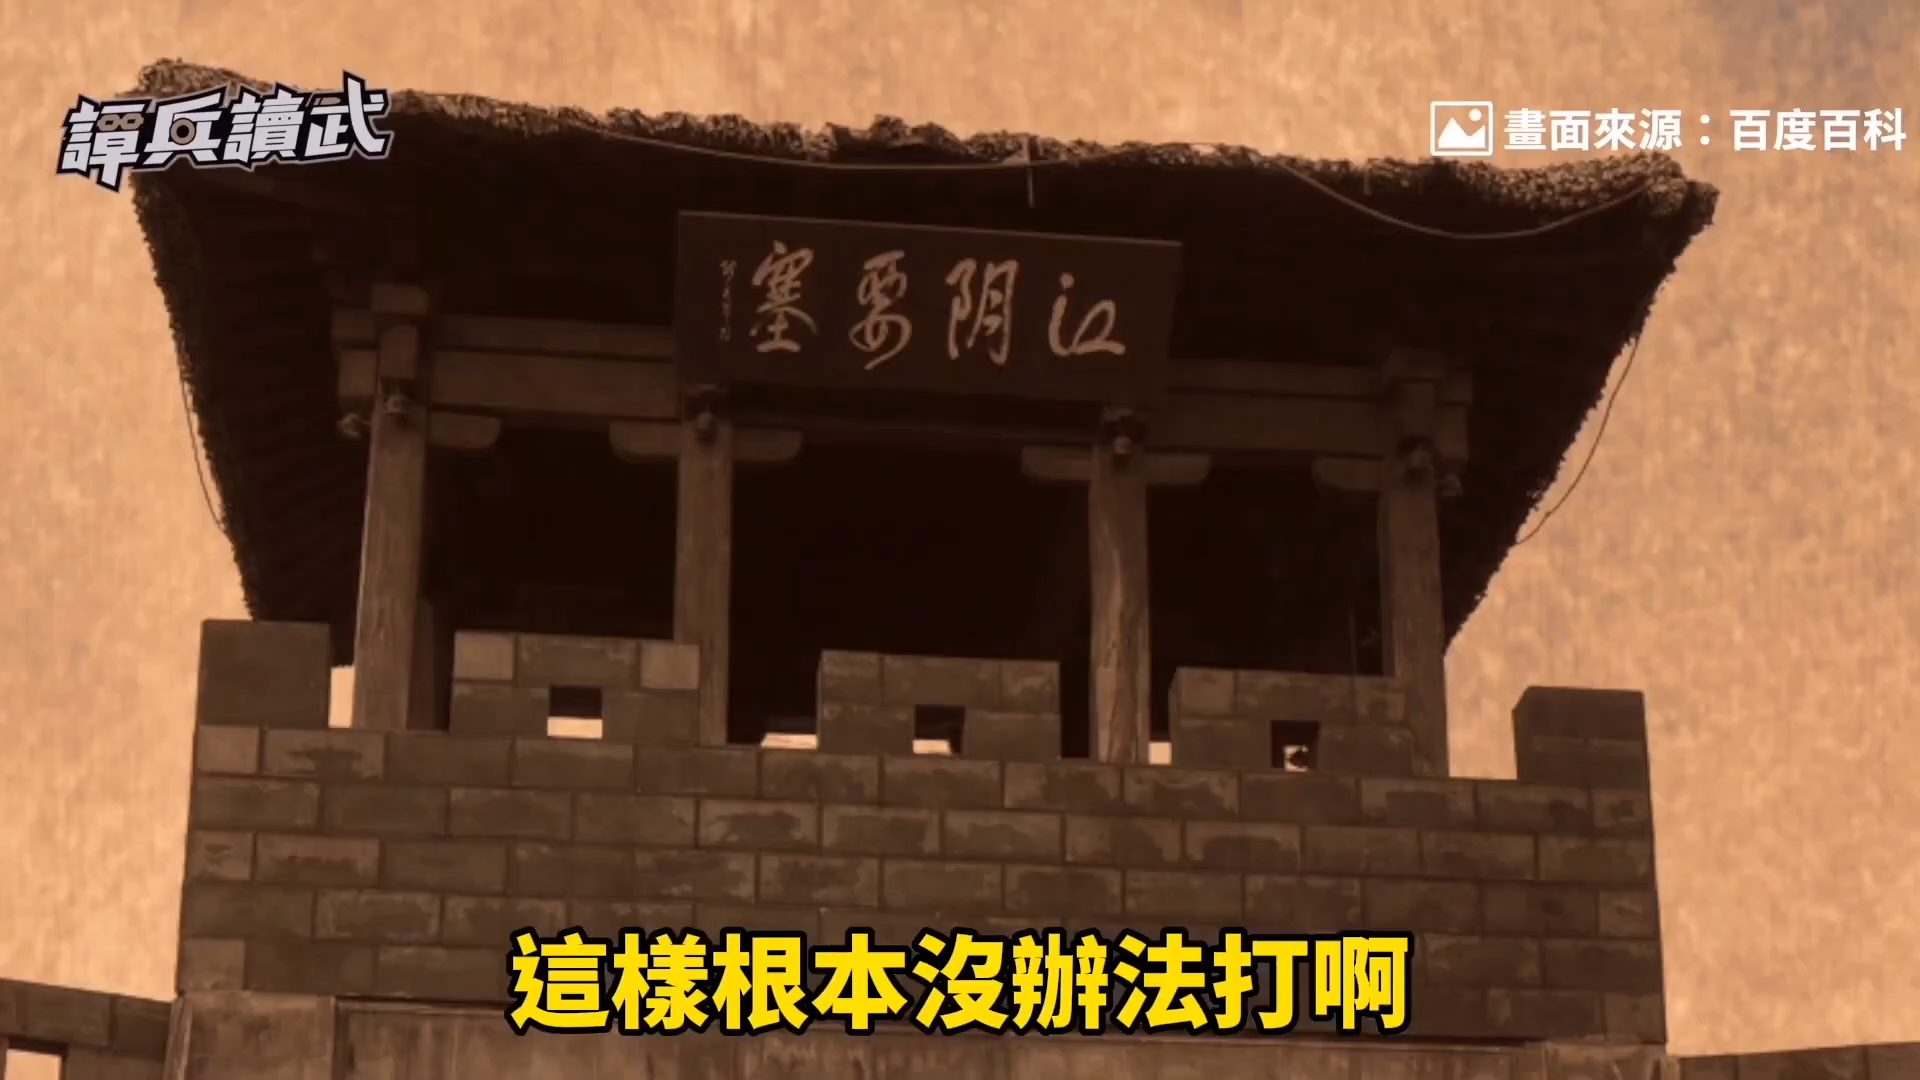 譚兵讀武
畫面來源：百度百科
塞要阴江
這樣根本沒辦法打啊